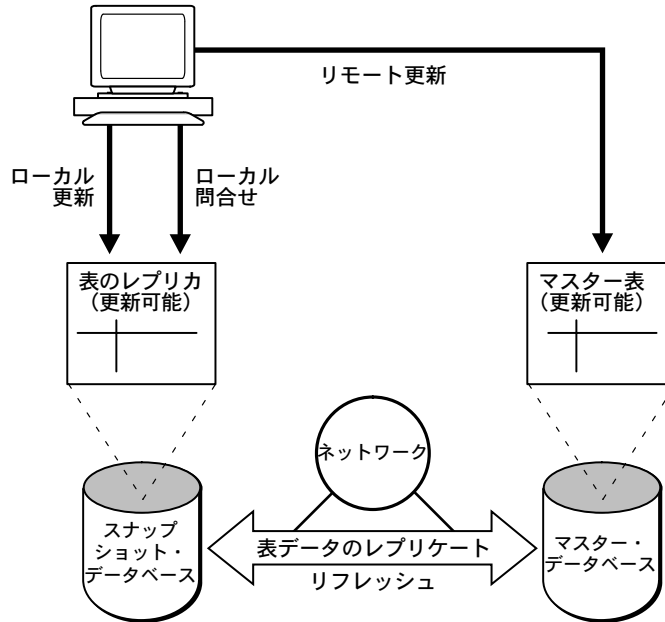 リモート更新
ローカル
更新
ローカル
問合せ
表のレプリカ
（更新可能）
マスター表
（更新可能）
ネットワーク
スナップ
ショット・
データベース
表データのレプリケート
リフレッシュ
マスター・
データベース